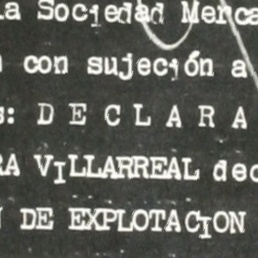 la Sociedad Merca
con sujeción a
s: D E C L A R A
RA VILLARREAL dec
N DE EXPLOTACION